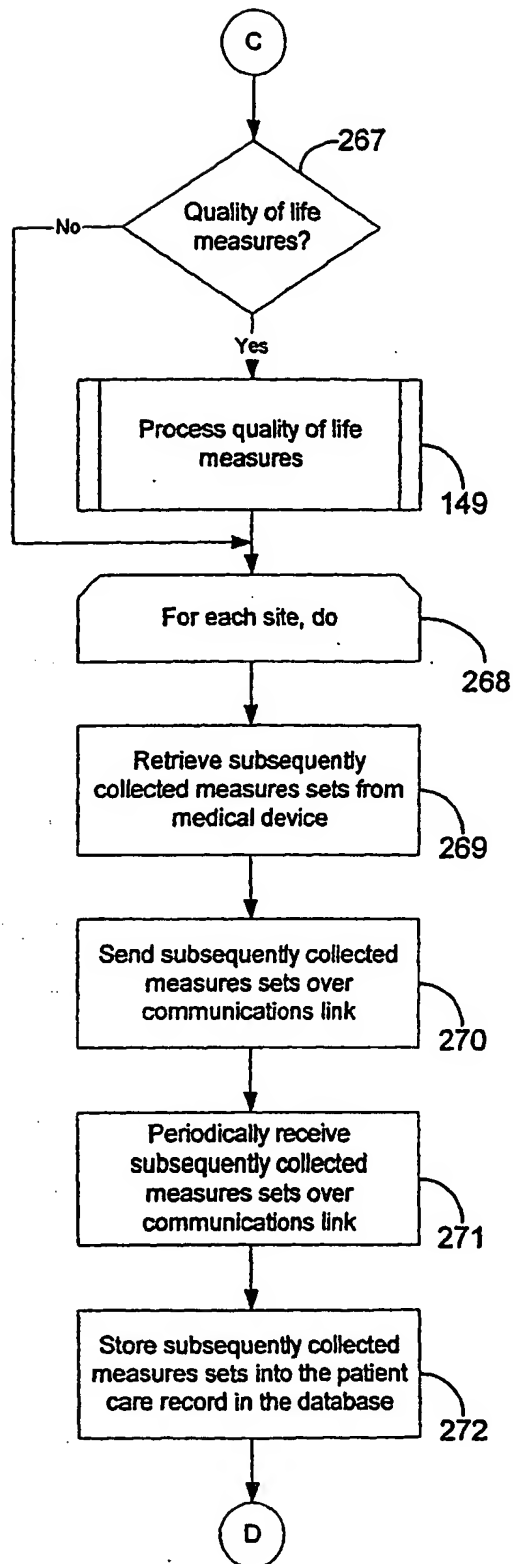 C
267
Quality of life
measures?
No
Yes
Process quality of life
measures
149
For each site, do
268
Retrieve subsequently
collected measures sets from
medical device
269
Send subsequently collected
measures sets over
communications link
270
Periodically receive
subsequently collected
measures sets over
communications link
271
Store subsequently collected
measures sets into the patient
care record in the database
272
D